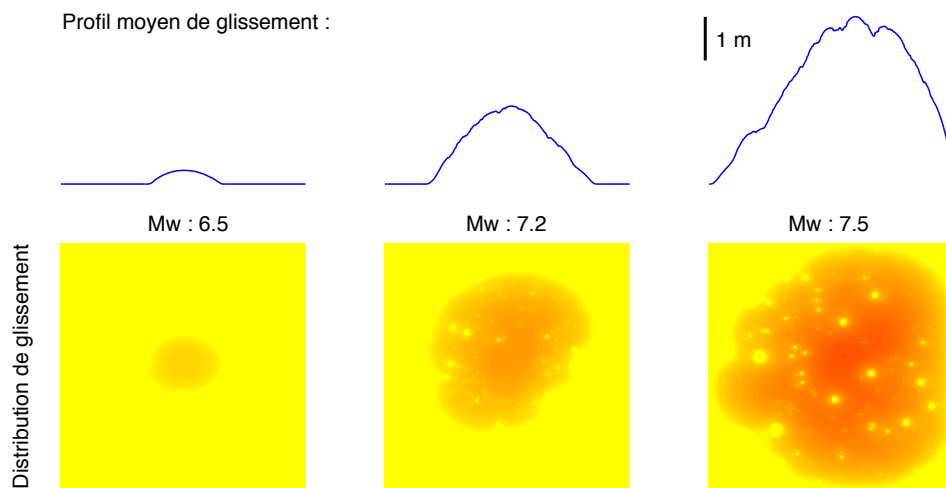 Profil moyen de glissement :
1 m
Mw : 6.5
Mw : 7.2
Mw : 7.5
Distribution de glissement